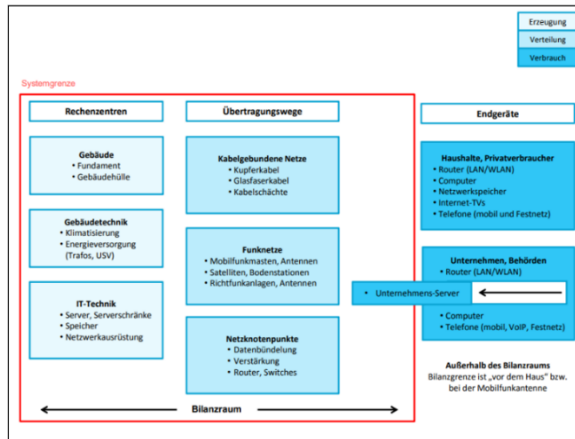 Erzeugung
Verteilung
Verbrauch
Systemgrenze
Rechenzentren
Übertragungswege
Endgeräte
Gebäude
• Fundament
• Gebäudehülle
Gebäudetechnik
• Klimatisierung
• Energieversorgung
(Trafos, USV)
IT-Technik
• Server, Serverschränke
• Speicher
• Netzwerkausrüstung
Kabelgebundene Netze
• Kupferkabel
• Glasfaserkabel
• Kabelschächte
Funknetze
• Mobilfunkmasten, Antennen
• Satelliten, Bodenstationen
• Richtfunkanlagen, Antennen
Netzknotenpunkte
• Datenbündelung
• Verstärkung
• Router, Switches
Haushalte, Privatverbraucher
• Router (LAN/WLAN)
• Computer
• Netzwerkspeicher
• Internet-TVs
• Telefone (mobil und Festnetz)
Unternehmen, Behörden
• Router (LAN/WLAN)
• Unternehmens-Server
• Computer
• Telefone (mobil, VoIP, Festnetz)
Außerhalb des Bilanzraums
Bilanzgrenze ist „vor dem Haus" bzw.
bei der Mobilfunkantenne
Bilanzraum